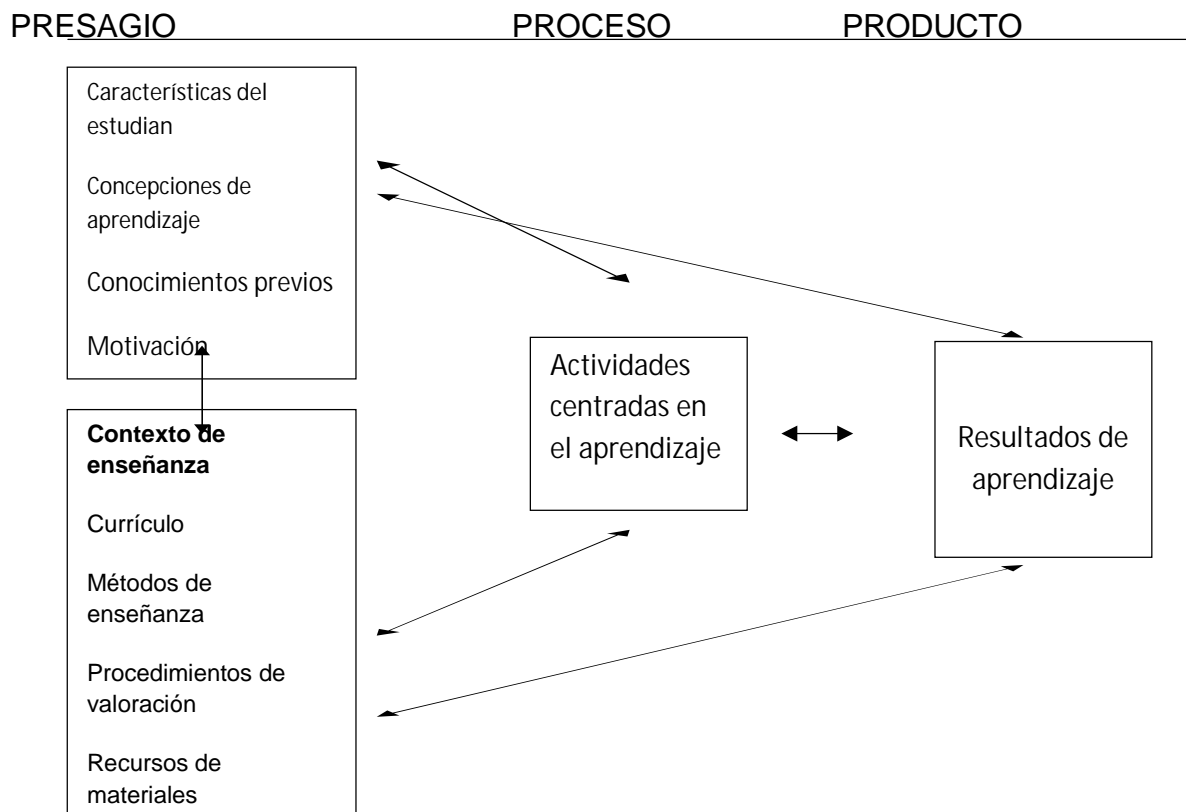 PRESAGIO PROCESO PRODUCTO
Características del
estudian
Concepciones de
aprendizaje
Conocimientos previos
Motivación
Contexto de
enseñanza
Currículo
Métodos de
enseñanza
Procedimientos de
valoración
Recursos de
materiales
Actividades
centradas en
el aprendizaje
Resultados de
aprendizaje